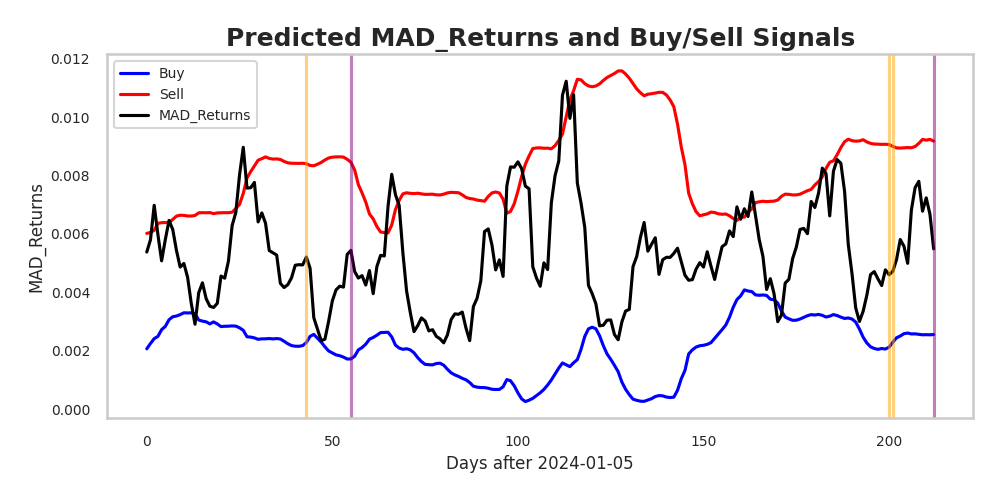 Predicted MAD_Returns and Buy/Sell Signals
MAD_Returns
0.012
0.010
0.008
0.006
0.004
0.002
0.000
Buy
Sell
MAD_Returns
0
50
100
150
200
Days after 2024-01-05